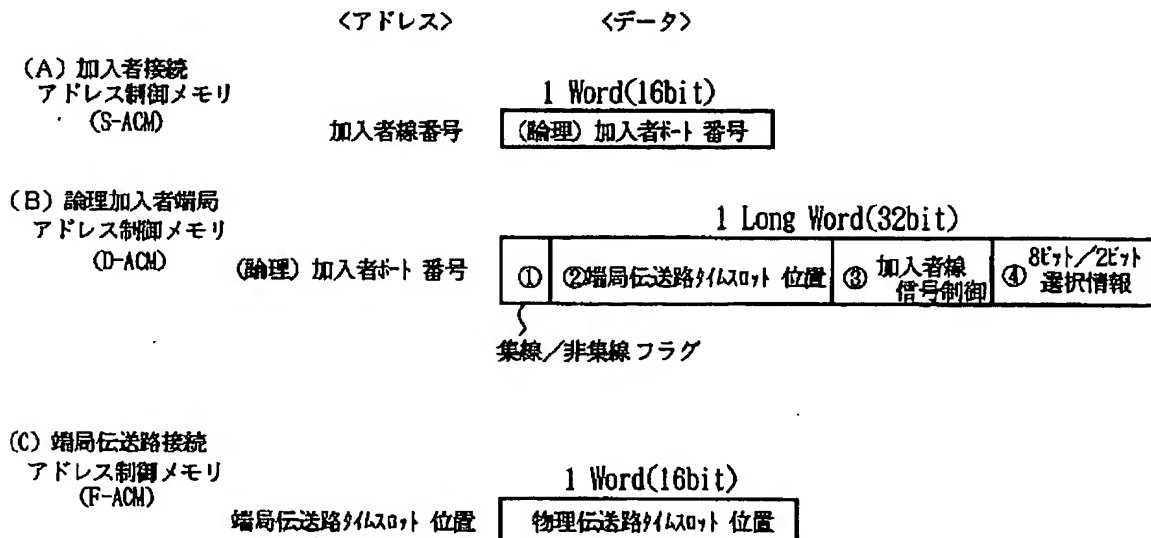 〈アドレス〉 〈データ〉
(A) 加入者接続
アドレス制御メモリ
(S-ACM)
1 Word(16bit)
加入者線番号 (論理) 加入者ポート 番号
(B) 論理加入者端局
アドレス制御メモリ
(D-ACM)
1 Long Word(32bit)
(論理) 加入者ポート 番号 ① ②端局伝送路タイムスロット 位置 ③ 加入者線 信号制御 ④ 8ビット/2ビット 選択情報
集線/非集線 フラグ
(C) 端局伝送路接続
アドレス制御メモリ
(F-ACM)
1 Word(16bit)
端局伝送路タイムスロット 位置 物理伝送路タイムスロット 位置